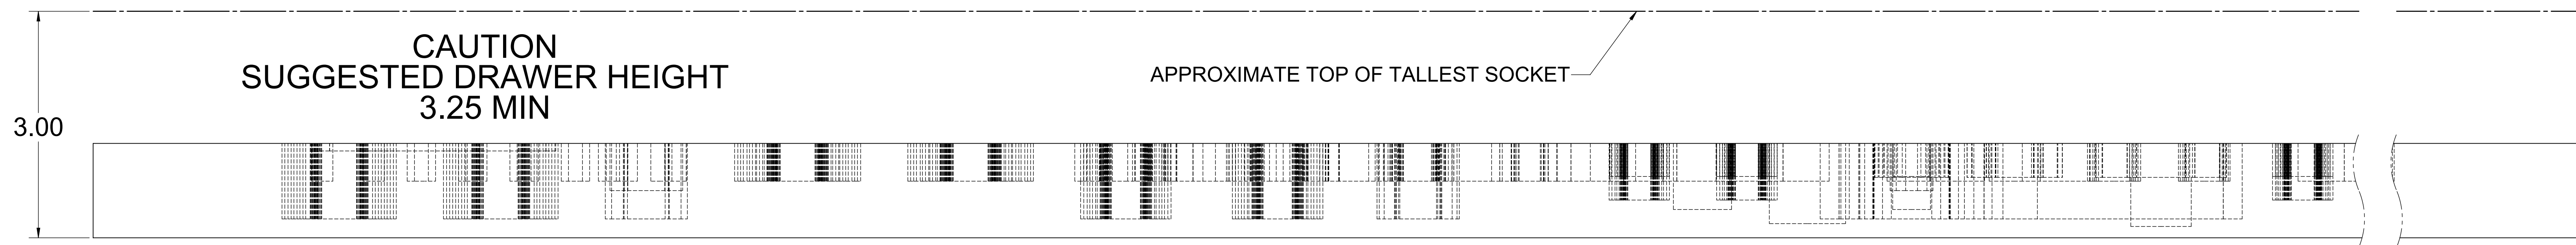 CAUTION
SUGGESTED DRAWER HEIGHT
3.25 MIN
APPROXIMATE TOP OF TALLEST SOCKET
3.00